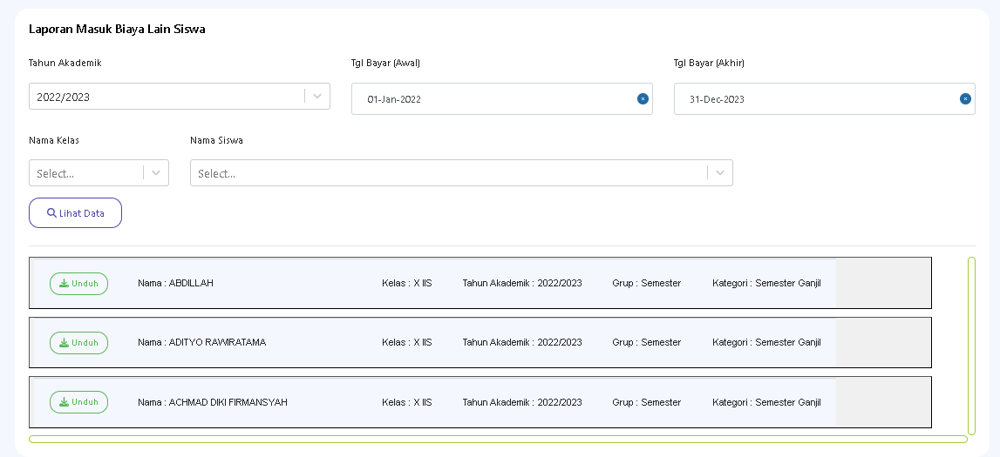 Laporan Masuk Biaya Lain Siswa
Tahun Akademik Tgl Bayar (Awal) Tgl Bayar (Akhir)
2022/2023 01-Jan-2022 31-Dec-2023
Nama Kelas Nama Siswa
Select... Select...
Lihat Data
Unduh Nama : ABDILLAH Kelas : X IIS Tahun Akademik : 2022/2023 Grup : Semester Kategori : Semester Ganjil
Unduh Nama : ADITYO RAWIRATAMA Kelas : X IIS Tahun Akademik : 2022/2023 Grup : Semester Kategori : Semester Ganjil
Unduh Nama : ACHMAD DIKI FIRMANSYAH Kelas : X IIS Tahun Akademik : 2022/2023 Grup : Semester Kategori : Semester Ganjil